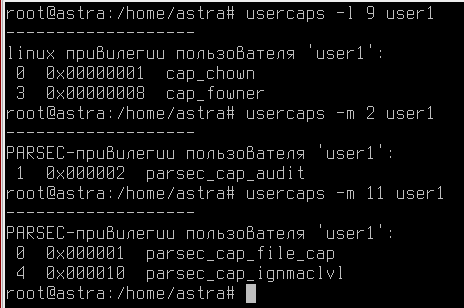 root@astra:/home/astra# usercaps -l 9 user1
-------------------
linux привилегии пользователя 'user1':
0 0x00000001 cap_chown
3 0x00000008 cap_fowner
root@astra:/home/astra# usercaps -m 2 user1
-------------------
PARSEC-привилегии пользователя 'user1':
1 0x000002 parsec_cap_audit
root@astra:/home/astra# usercaps -m 11 user1
-------------------
PARSEC-привилегии пользователя 'user1':
0 0x000001 parsec_cap_file_cap
4 0x000010 parsec_cap_ignmaclvl
root@astra:/home/astra#